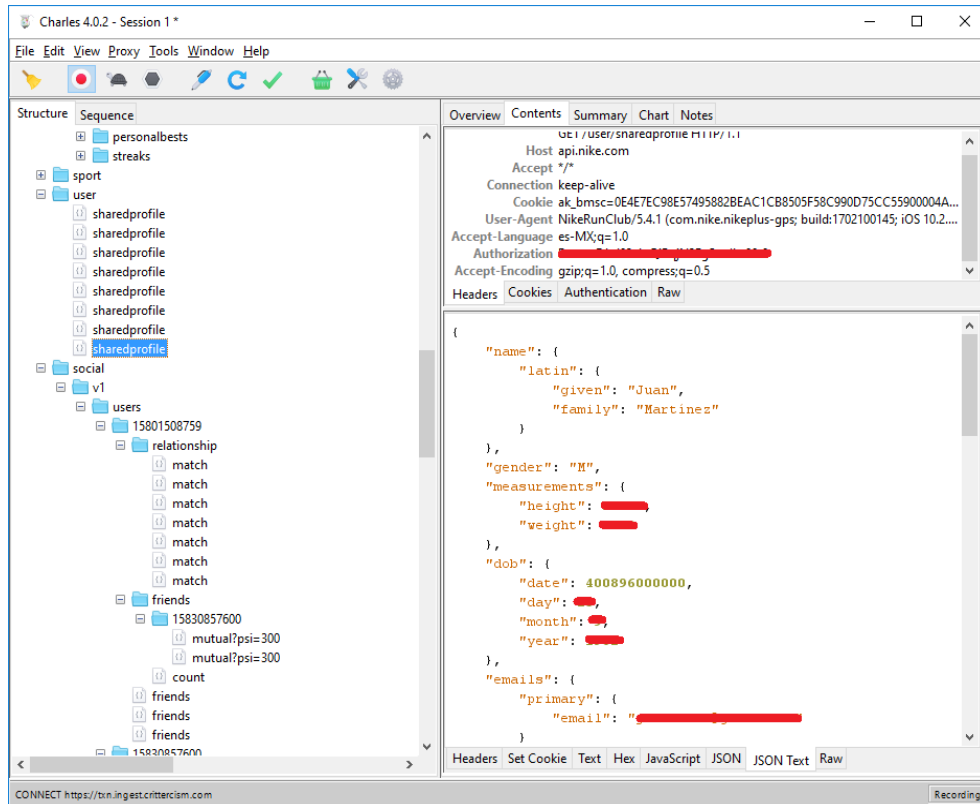 Charles 4.0.2 - Session 1 *
File Edit View Proxy Tools Window Help
Structure Sequence
personalbests
streaks
sport
user
sharedprofile
sharedprofile
sharedprofile
sharedprofile
sharedprofile
sharedprofile
sharedprofile
sharedprofile
social
v1
users
15801508759
relationship
match
match
match
match
match
match
match
friends
15830857600
mutual?psi=300
mutual?psi=300
count
friends
friends
friends
15830857600
CONNECT https://txn.ingest.crittercism.com
Overview Contents Summary Chart Notes
GET /user/sharedprofile HTTP/1.1
Host api.nike.com
Accept */*
Connection keep-alive
Cookie ak_bmsc=0E4E7EC98E57495882BEAC1CB8505F58C990D75CC55900004A...
User-Agent NikeRunClub/5.4.1 (com.nike.nikeplus-gps; build:1702100145; iOS 10.2....
Accept-Language es-MX;q=1.0
Authorization
Accept-Encoding gzip;q=1.0, compress;q=0.5
Headers Cookies Authentication Raw
{
"name": {
"latin": {
"given": "Juan",
"family": "Martinez"
}
},
"gender": "M",
"measurements": {
"height": ,
"weight":
},
"dob": {
"date": 400896000000,
"day": ,
"month": ,
"year":
},
"emails": {
"primary": {
"email": "
}
Headers Set Cookie Text Hex JavaScript JSON JSON Text Raw
Recording